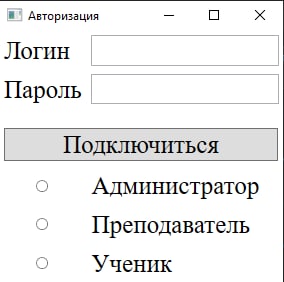 Авторизация
Логин
Пароль
Подключиться
Администратор
Преподаватель
Ученик